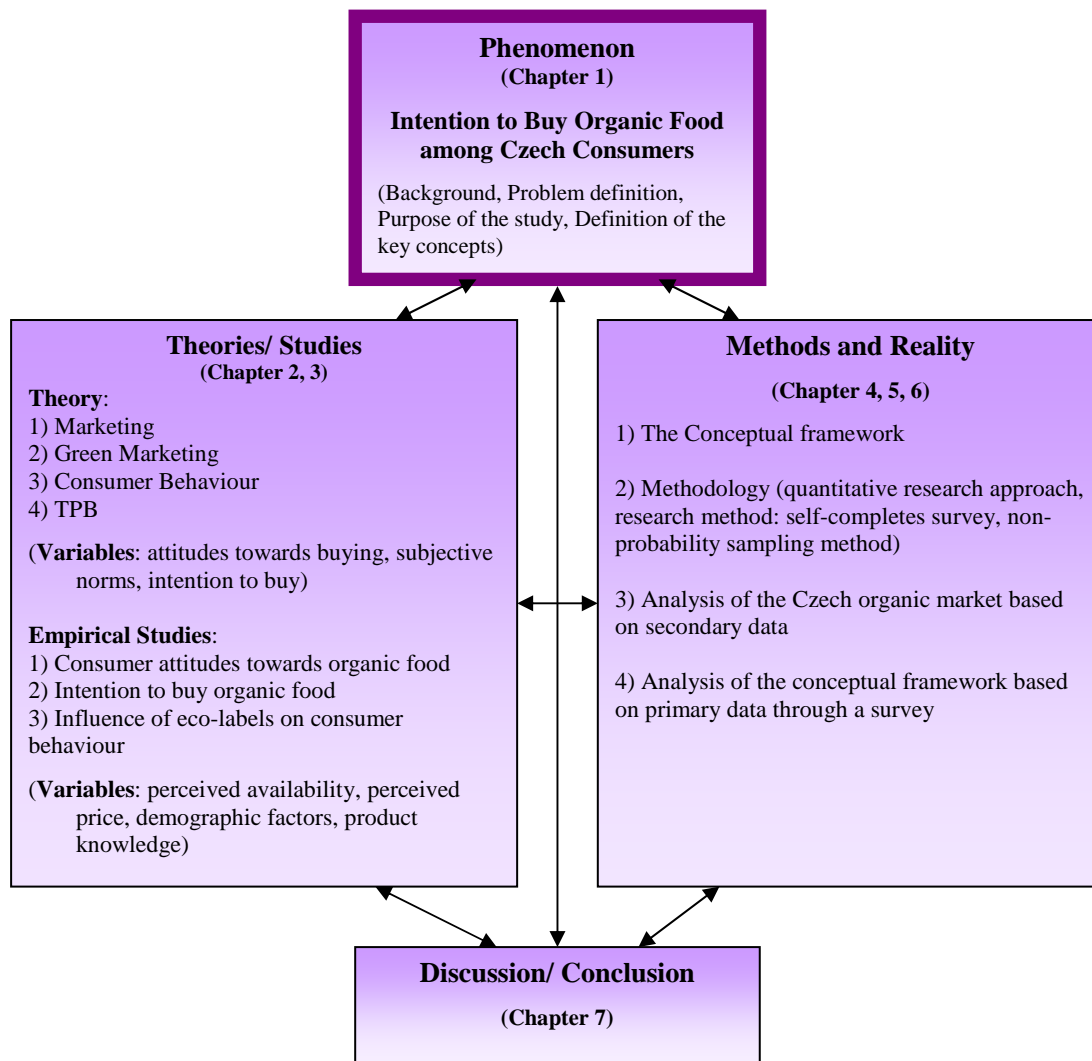 Phenomenon
(Chapter 1)
Intention to Buy Organic Food
among Czech Consumers
(Background, Problem definition,
Purpose of the study, Definition of the
key concepts)
Theories/ Studies
(Chapter 2, 3)
Theory:
1) Marketing
2) Green Marketing
3) Consumer Behaviour
4) TPB
(Variables: attitudes towards buying, subjective
norms, intention to buy)
Empirical Studies:
1) Consumer attitudes towards organic food
2) Intention to buy organic food
3) Influence of eco-labels on consumer
behaviour
(Variables: perceived availability, perceived
price, demographic factors, product
knowledge)
Methods and Reality
(Chapter 4, 5, 6)
1) The Conceptual framework
2) Methodology (quantitative research approach,
research method: self-completes survey, non-
probability sampling method)
3) Analysis of the Czech organic market based
on secondary data
4) Analysis of the conceptual framework based
on primary data through a survey
Discussion/ Conclusion
(Chapter 7)